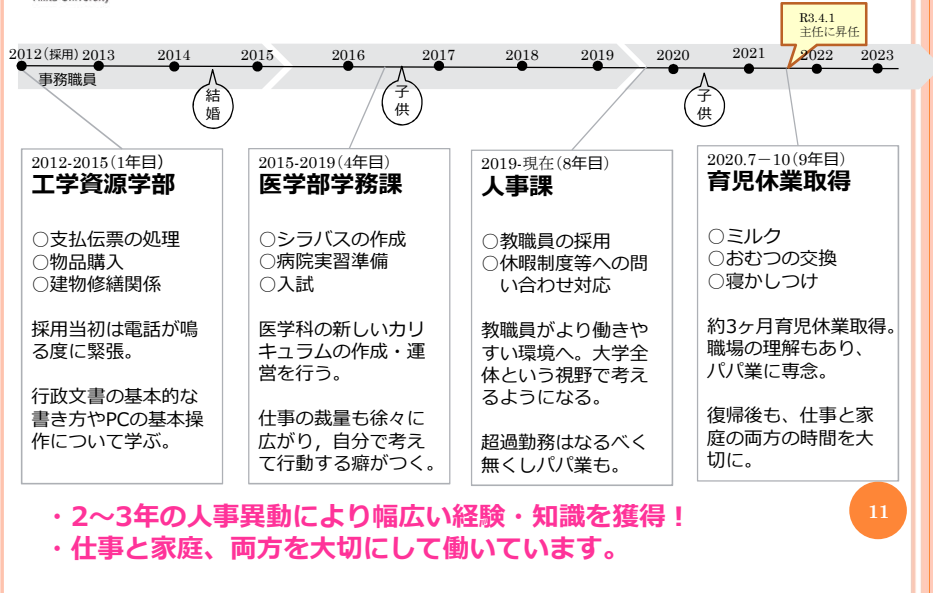 R3.4.1
主任に昇任
2012(採用) 2013 2014 2015 2016 2017 2018 2019 2020 2021 2022 2023
事務職員
結婚
子供
子供
2012-2015(1年目)
工学資源学部
○支払伝票の処理
○物品購入
○建物修繕関係
採用当初は電話が鳴
る度に緊張。
行政文書の基本的な
書き方やPCの基本操
作について学ぶ。
2015-2019(4年目)
医学部学務課
○シラバスの作成
○病院実習準備
○入試
医学科の新しいカリ
キュラムの作成・運
営を行う。
仕事の裁量も徐々に
広がり，自分で考え
て行動する癖がつく。
2019-現在(8年目)
人事課
○教職員の採用
○休暇制度等への問
い合わせ対応
教職員がより働きや
すい環境へ。大学全
体という視野で考え
るようになる。
超過勤務はなるべく
無くしパパ業も。
2020.7－10(9年目)
育児休業取得
○ミルク
○おむつの交換
○寝かしつけ
約3ヶ月育児休業取得。
職場の理解もあり、
パパ業に専念。
復帰後も、仕事と家
庭の両方の時間を大
切に。
・2～3年の人事異動により幅広い経験・知識を獲得！
・仕事と家庭、両方を大切にして働いています。
11